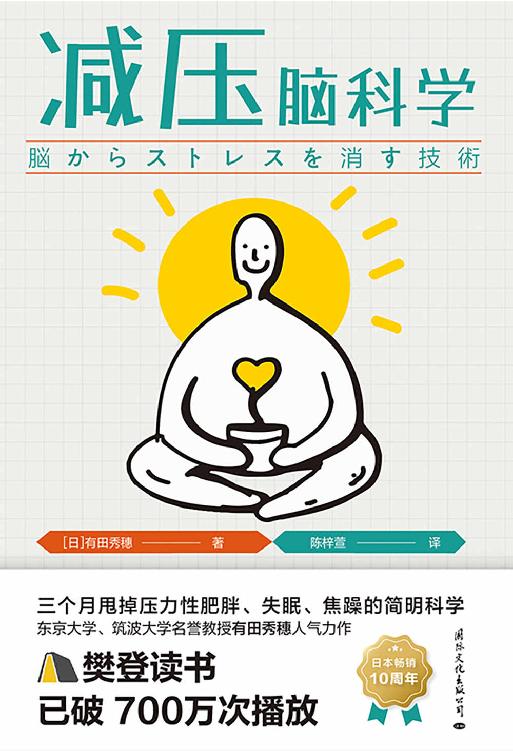 减压脑科学
脳からストレスを消す技術
[日]有田秀穗 著 陈梓萱 译
三个月甩掉压力性肥胖、失眠、焦躁的简明科学
东京大学、筑波大学名誉教授有田秀穗人气力作
樊登读书
已破 700万次播放
日本畅销
10周年
国际文化出版公司